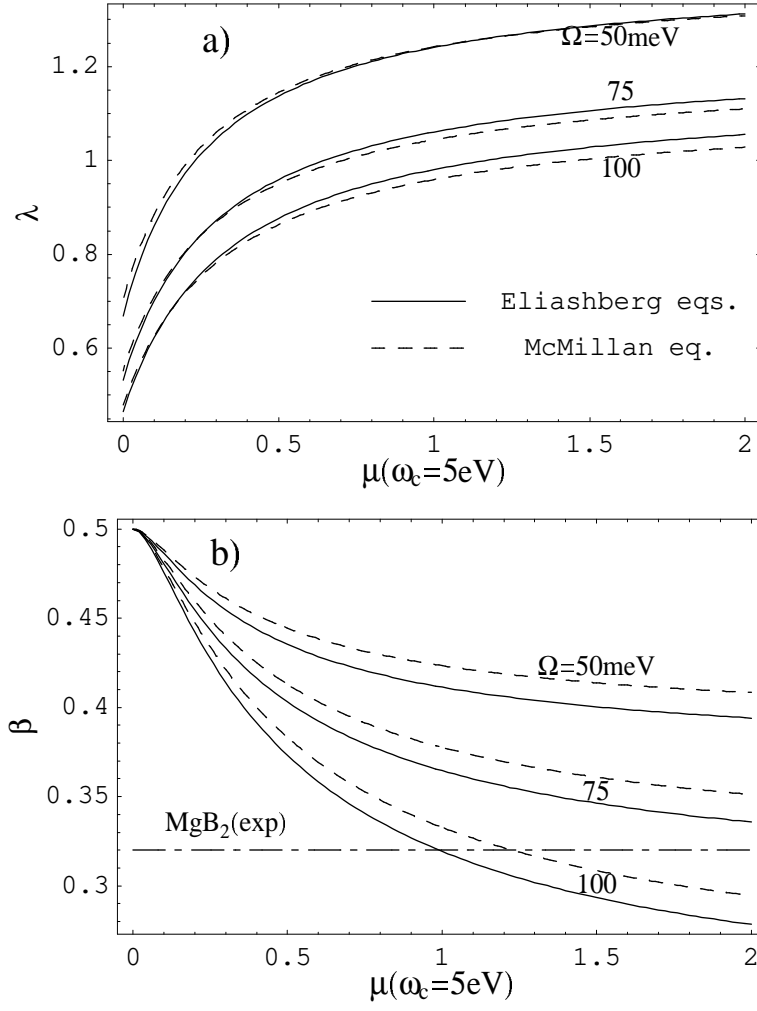 a)
Ω=50meV
75
100
1.2
1
0.8
0.6
λ
Eliashberg eqs.
McMillan eq.
0 0.5 1 1.5 2
μ(ω_c=5eV)
b)
Ω=50meV
75
100
MgB₂(exp)
0.5
0.45
0.4
0.35
0.3
β
0 0.5 1 1.5 2
μ(ω_c=5eV)